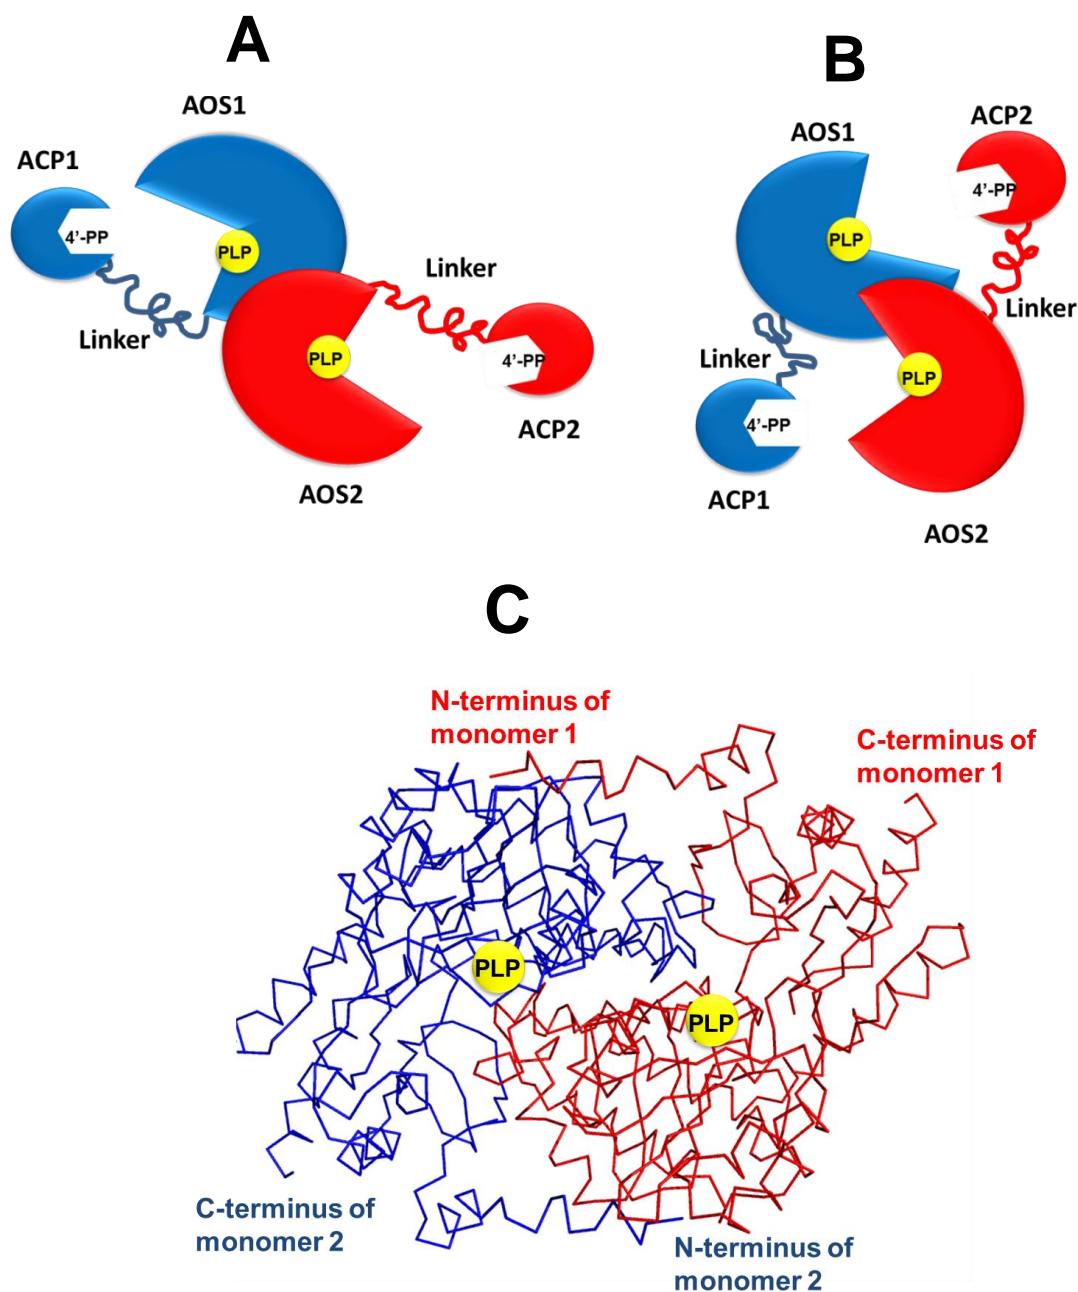 A
B
AOS1
ACP1
4'-PP
PLP
Linker
Linker
PLP
4'-PP
ACP2
AOS2
ACP2
AOS1
4'-PP
PLP
Linker
Linker
PLP
4'-PP
ACP1
AOS2
C
N-terminus of
monomer 1
C-terminus of
monomer 1
PLP
PLP
C-terminus of
monomer 2
N-terminus of
monomer 2